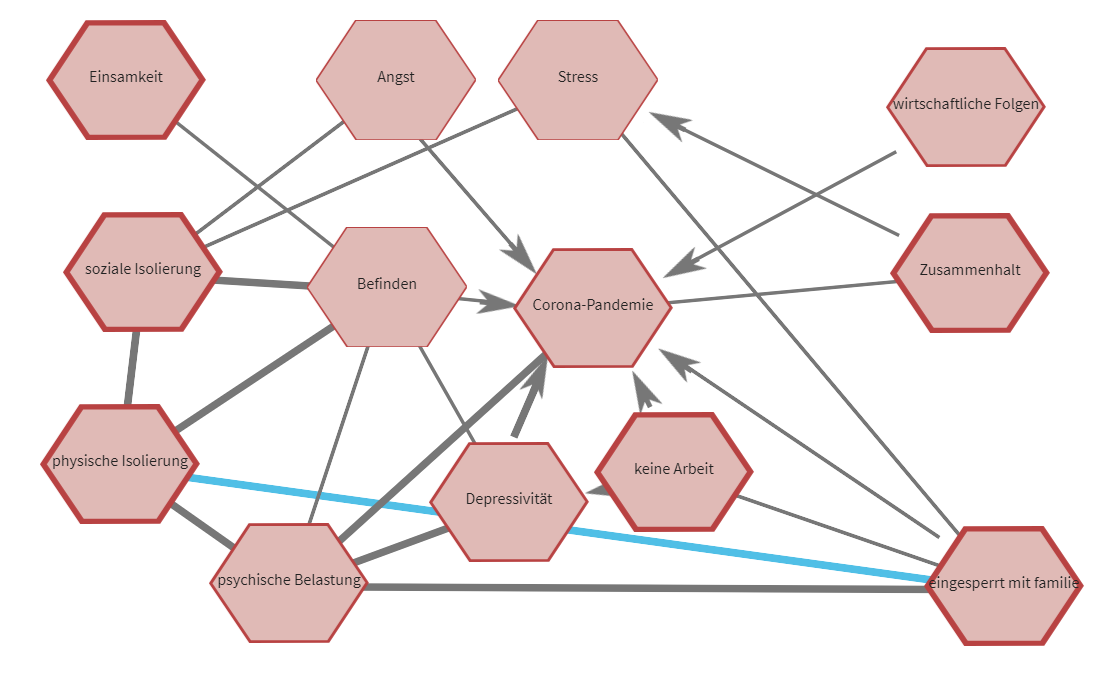 Einsamkeit
Angst
Stress
wirtschaftliche Folgen
soziale Isolierung
Befinden
Corona-Pandemie
Zusammenhalt
physische Isolierung
Depressivität
keine Arbeit
psychische Belastung
eingesperrt mit familie